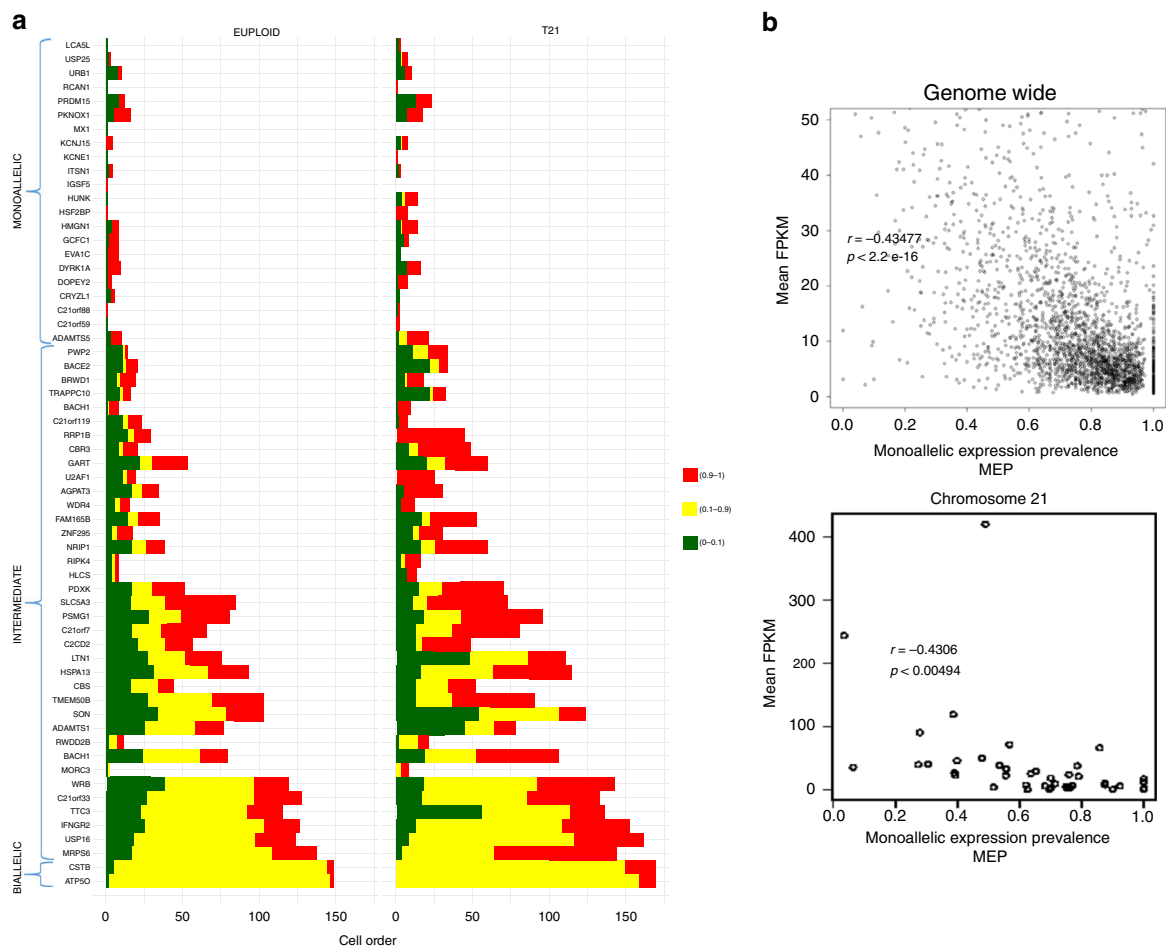 a
EUPLOID
T21
MONOALLELIC
INTERMEDIATE
BIALLELIC
LCA5L
USP25
URB1
RCAN1
PRDM15
PKNOX1
MX1
KCNJ15
KCNE1
ITSN1
IGSF5
HUNK
HSF2BP
HMGN1
GCFC1
EVA1C
DYRK1A
DOPEY2
CRYZL1
C21orf88
C21orf59
ADAMTS5
PWP2
BACE2
BRWD1
TRAPPC10
BACH1
C21orf119
RRP1B
CBR3
GART
U2AF1
AGPAT3
WDR4
FAM165B
ZNF295
NRIP1
RIPK4
HLCS
PDXK
SLC5A3
PSMG1
C21orf7
C2CD2
LTN1
HSPA13
CBS
TMEM50B
SON
ADAMTS1
RWDD2B
BACH1
MORC3
WRB
C21orf33
TTC3
IFNGR2
USP16
MRPS6
CSTB
ATP5O
0 50 100 150 0 50 100 150
Cell order
(0.9–1)
(0.1–0.9)
(0–0.1)
b
Genome wide
50
40
30
20
10
0
Mean FPKM
r = –0.43477
p < 2.2 e-16
0.0 0.2 0.4 0.6 0.8 1.0
Monoallelic expression prevalence
MEP
Chromosome 21
400
300
200
100
0
Mean FPKM
r = –0.4306
p < 0.00494
0.0 0.2 0.4 0.6 0.8 1.0
Monoallelic expression prevalence
MEP